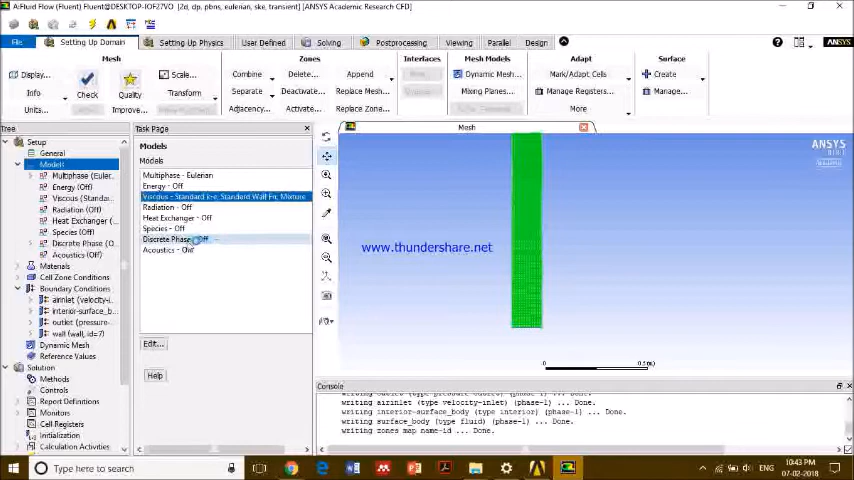 A:Fluid Flow (Fluent) Fluent@DESKTOP-IOF27VO [2d, dp, pbns, eulerian, ske, transient] [ANSYS Academic Research CFD]
File
Setting Up Domain
Setting Up Physics
User Defined
Solving
Postprocessing
Viewing
Parallel
Design
ANSYS
Mesh
Zones
Interfaces
Mesh Models
Adapt
Surface
Display...
Info
Units...
Check
Quality
Improve...
Scale...
Transform
Combine
Separate
Adjacency...
Delete...
Deactivate...
Activate...
Append
Replace Mesh...
Replace Zone...
Dynamic Mesh...
Mixing Planes...
Mark/Adapt Cells
Manage Registers...
More
Create
Manage...
Tree
Setup
General
Models
Multiphase (Euleria
Energy (Off)
Viscous (Standar
Radiation (Off)
Heat Exchanger (
Species (Off)
Discrete Phase (O
Acoustics (Off)
Materials
Cell Zone Conditions
Boundary Conditions
airinlet (velocity-i
interior-surface_b
outlet (pressure-
wall (wall, id=7)
Dynamic Mesh
Reference Values
Solution
Methods
Controls
Report Definitions
Monitors
Cell Registers
Initialization
Calculation Activities
Task Page
Models
Models
Multiphase - Eulerian
Energy - Off
Viscous - Standard k-e, Standard Wall Fn, Mixture
Radiation - Off
Heat Exchanger - Off
Species - Off
Discrete Phase - Off
Acoustics - Off
Edit...
Help
Mesh
ANSYS
www.thundershare.net
0
0.5 (m)
Console
writing airinlet (type velocity-inlet) (phase-1) ... Done.
writing interior-surface_body (type interior) (phase-1) ... Done.
writing surface_body (type fluid) (phase-1) ... Done.
writing zones map name-id ... Done.
Type here to search
ENG
10:43 PM
07-02-2018